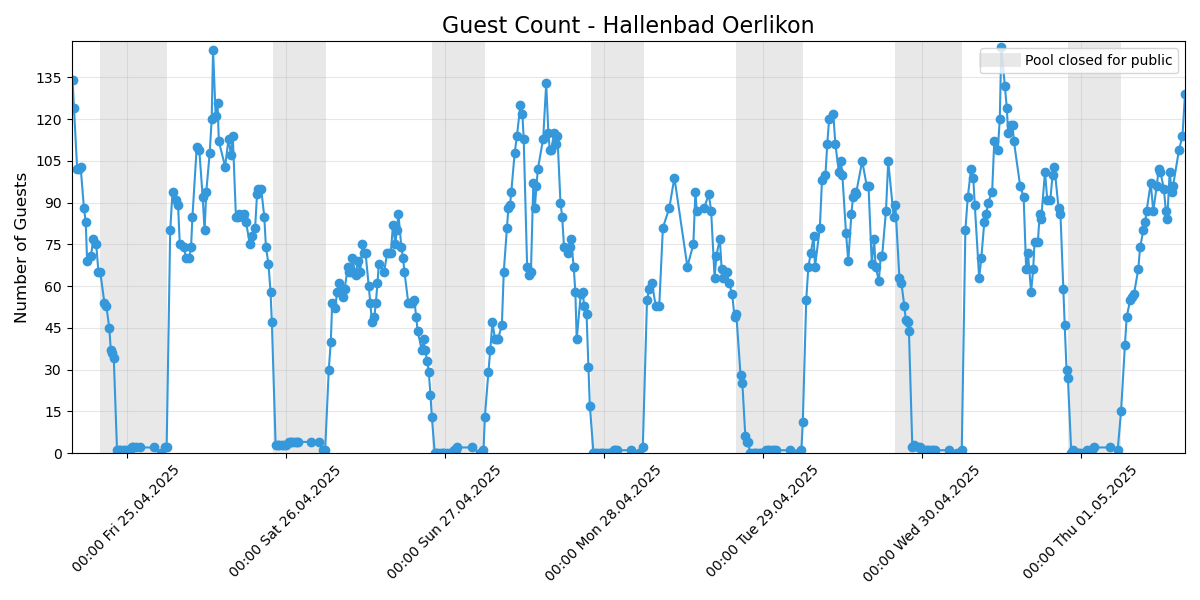 Guest Count - Hallenbad Oerlikon
Pool closed for public
Number of Guests
135
120
105
90
75
60
45
30
15
0
00:00 Fri 25.04.2025
00:00 Sat 26.04.2025
00:00 Sun 27.04.2025
00:00 Mon 28.04.2025
00:00 Tue 29.04.2025
00:00 Wed 30.04.2025
00:00 Thu 01.05.2025